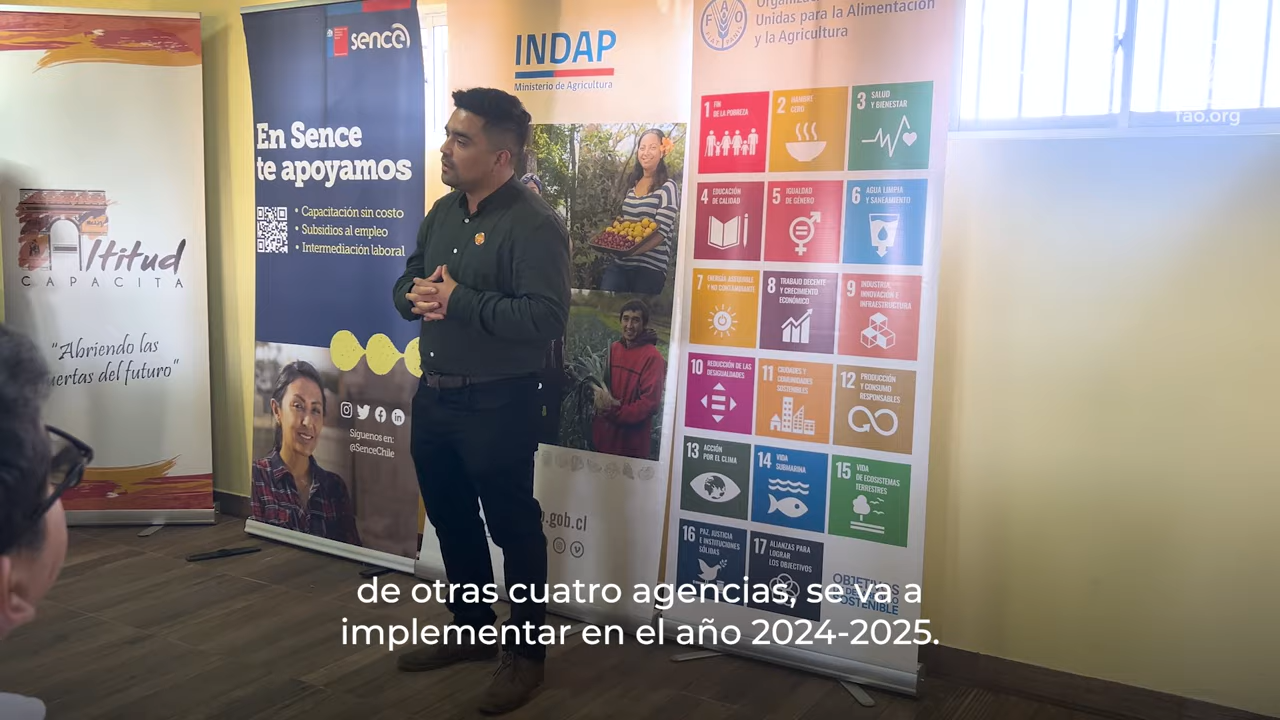 Altitud
CAPACITA
"Abriendo las
uertas del futuro"
sence
En Sence
te apoyamos
• Capacitación sin costo
• Subsidios al empleo
• Intermediación laboral
Síguenos en:
@SenceChile
INDAP
Ministerio de Agricultura
.gob.cl
Unidas para la Alimentación
y la Agricultura
1 FIN
DE LA POBREZA
2 HAMBRE
CERO
3 SALUD
Y BIENESTAR
4 EDUCACIÓN
DE CALIDAD
5 IGUALDAD
DE GÉNERO
6 AGUA LIMPIA
Y SANEAMIENTO
7 ENERGÍA ASEQUIBLE
Y NO CONTAMINANTE
8 TRABAJO DECENTE
Y CRECIMIENTO
ECONÓMICO
9 INDUSTRIA,
INNOVACIÓN E
INFRAESTRUCTURA
10 REDUCCIÓN DE LAS
DESIGUALDADES
11 CIUDADES Y
COMUNIDADES
SOSTENIBLES
12 PRODUCCIÓN
Y CONSUMO
RESPONSABLES
13 ACCIÓN
POR EL CLIMA
14 VIDA
SUBMARINA
15 VIDA
DE ECOSISTEMAS
TERRESTRES
16 PAZ, JUSTICIA
E INSTITUCIONES
SÓLIDAS
17 ALIANZAS PARA
LOGRAR
LOS OBJETIVOS
OBJETIVOS
SOSTENIBLE
fao.org
de otras cuatro agencias, se va a
implementar en el año 2024-2025.